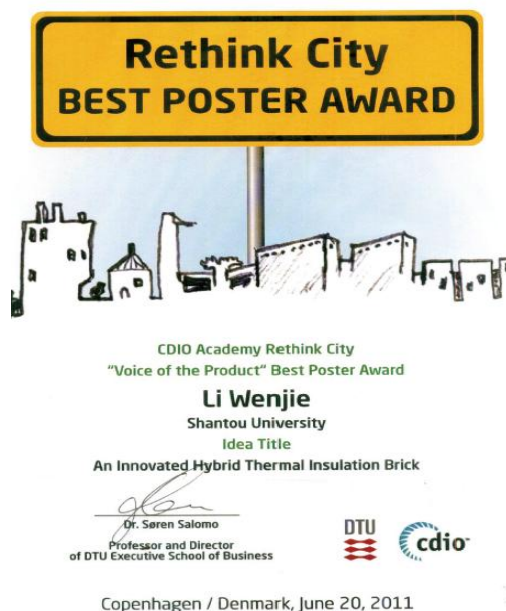 Rethink City
BEST POSTER AWARD
CDIO Academy Rethink City
"Voice of the Product" Best Poster Award
Li Wenjie
Shantou University
Idea Title
An Innovated Hybrid Thermal Insulation Brick
Dr. Søren Salomo
Professor and Director
of DTU Executive School of Business
DTU
cdio
Copenhagen / Denmark, June 20, 2011